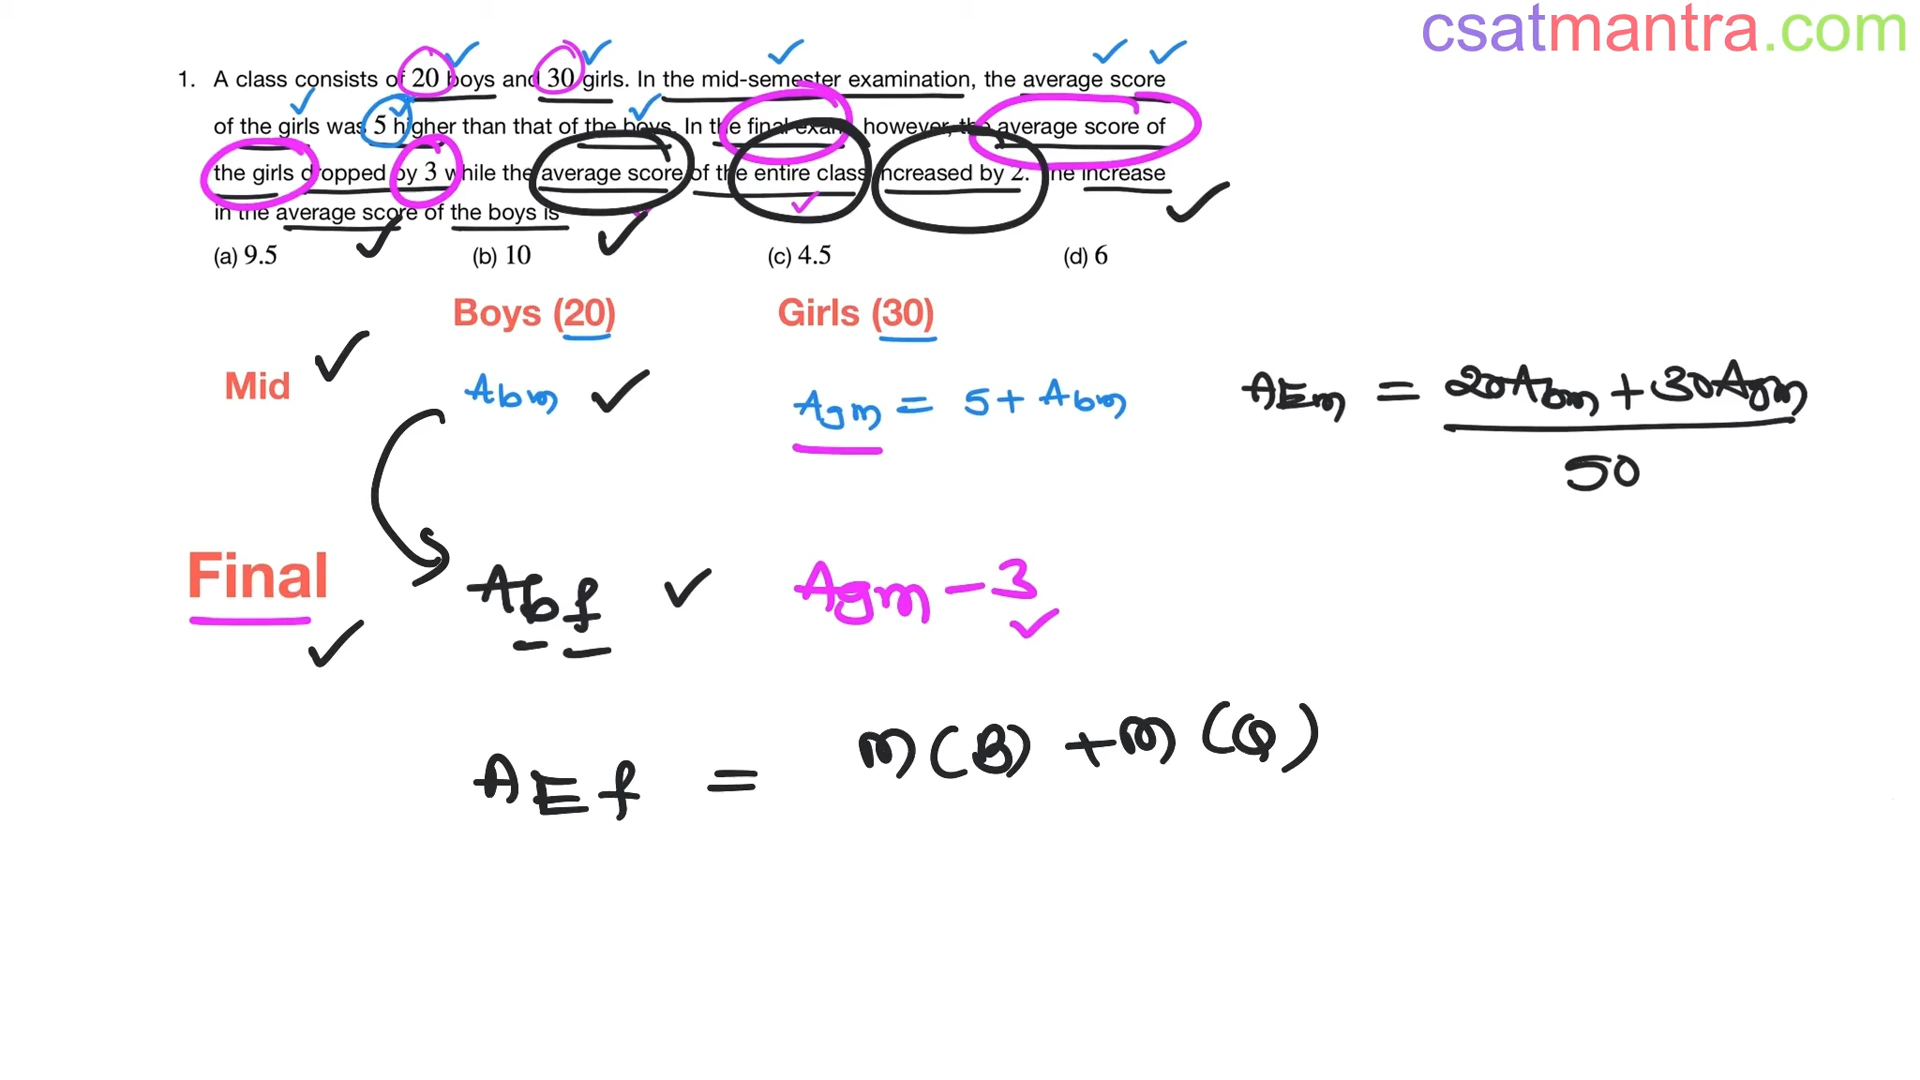 csatmantra.com
1. A class consists of 20 boys and 30 girls. In the mid-semester examination, the average score
of the girls was 5 higher than that of the boys. In the final exam, however, the average score of
the girls dropped by 3 while the average score of the entire class increased by 2. The increase
in the average score of the boys is
(a) 9.5 (b) 10 (c) 4.5 (d) 6
Boys (20) Girls (30)
Mid Abm Agm = 5 + Abm AEm = 20Abm + 30Agm
50
Final Abf Agm - 3
AEf = m(B) + m(G)